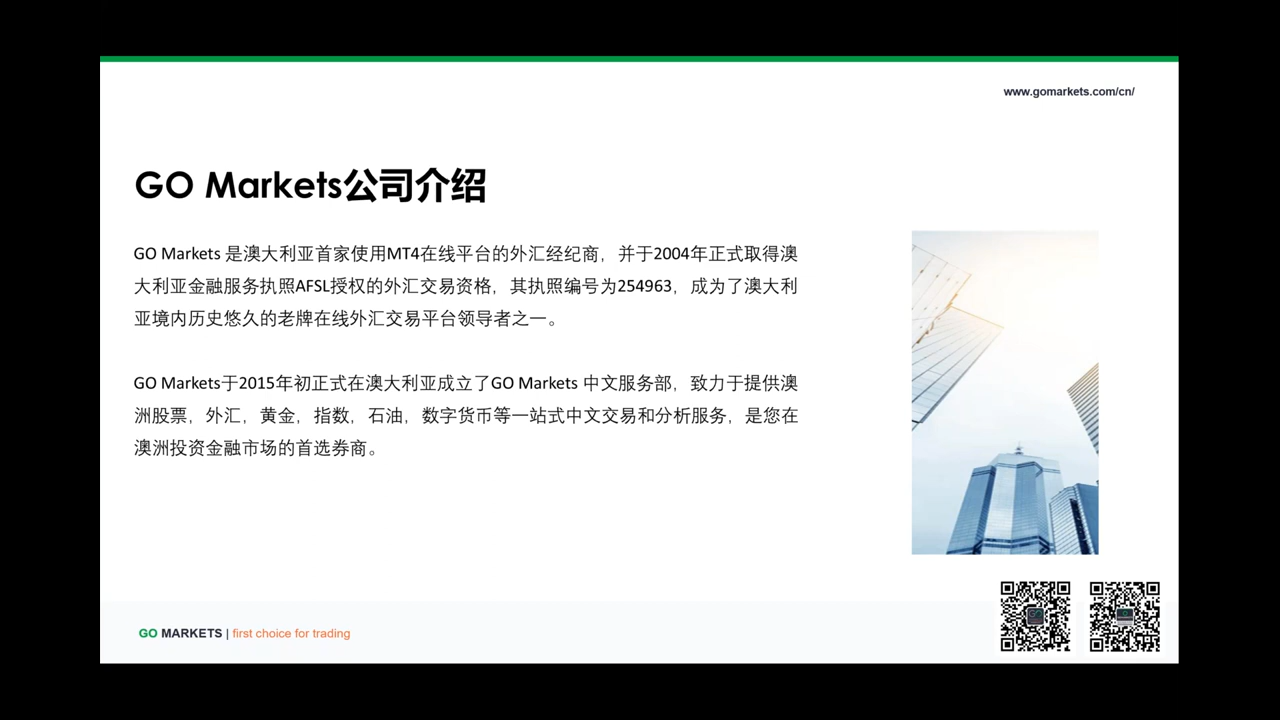 www.gomarkets.com/cn/
GO Markets公司介绍
GO Markets 是澳大利亚首家使用MT4在线平台的外汇经纪商，并于2004年正式取得澳
大利亚金融服务执照AFSL授权的外汇交易资格，其执照编号为254963，成为了澳大利
亚境内历史悠久的老牌在线外汇交易平台领导者之一。
GO Markets于2015年初正式在澳大利亚成立了GO Markets 中文服务部，致力于提供澳
洲股票，外汇，黄金，指数，石油，数字货币等一站式中文交易和分析服务，是您在
澳洲投资金融市场的首选券商。
GO MARKETS | first choice for trading